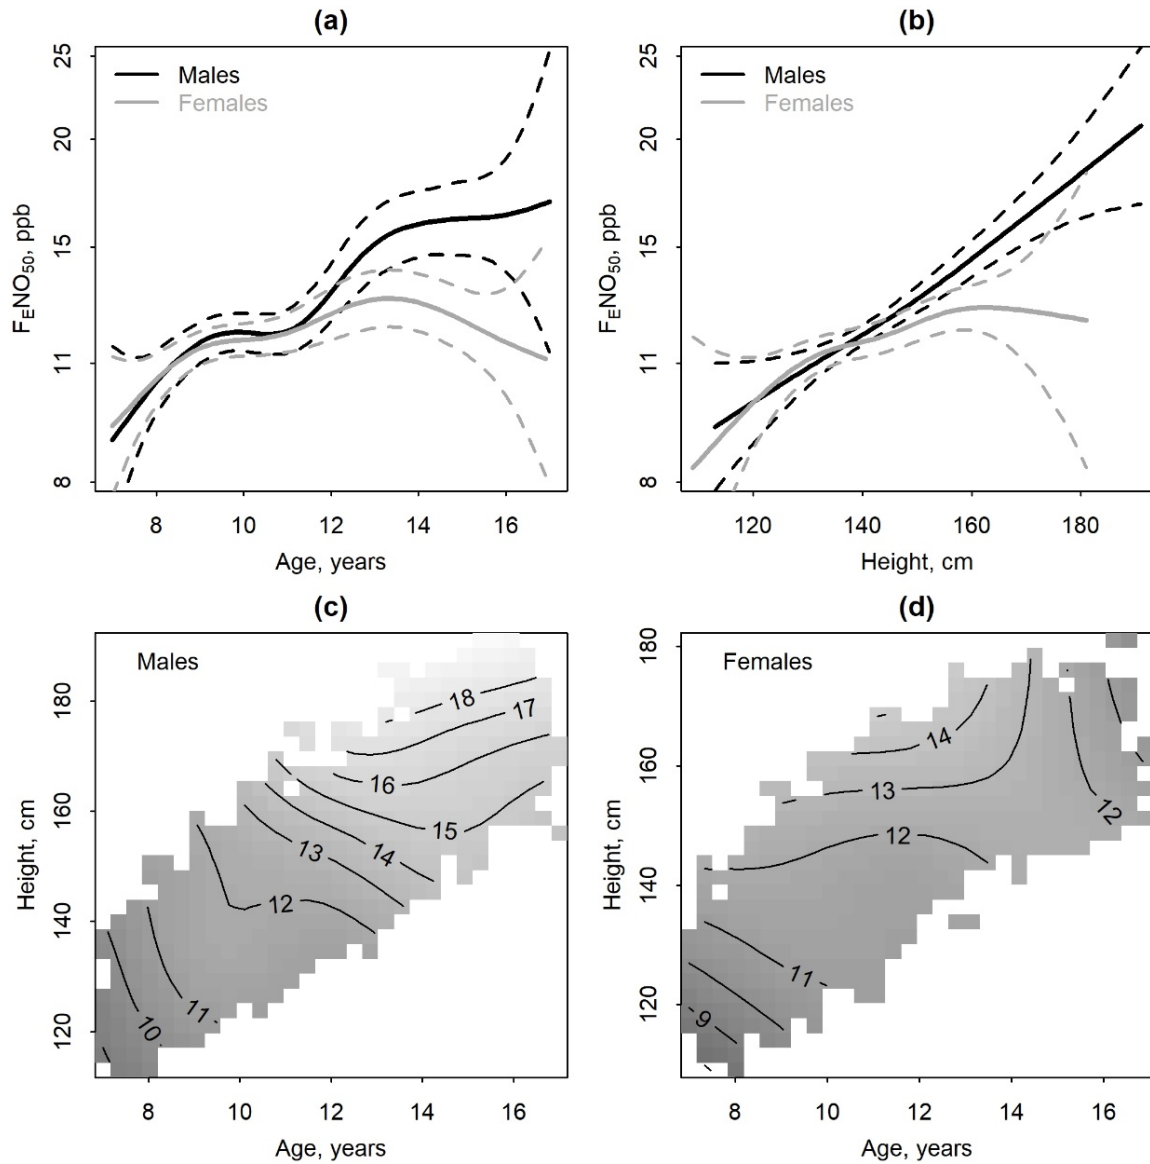 (a)
Males
Females
25
20
15
11
8
FENO50, ppb
8 10 12 14 16
Age, years
(b)
Males
Females
25
20
15
11
8
FENO50, ppb
120 140 160 180
Height, cm
(c)
Males
180
160
140
120
Height, cm
18
17
16
15
14
13
12
11
10
8 10 12 14 16
Age, years
(d)
Females
180
160
140
120
Height, cm
14
13
12
12
11
9
8 10 12 14 16
Age, years